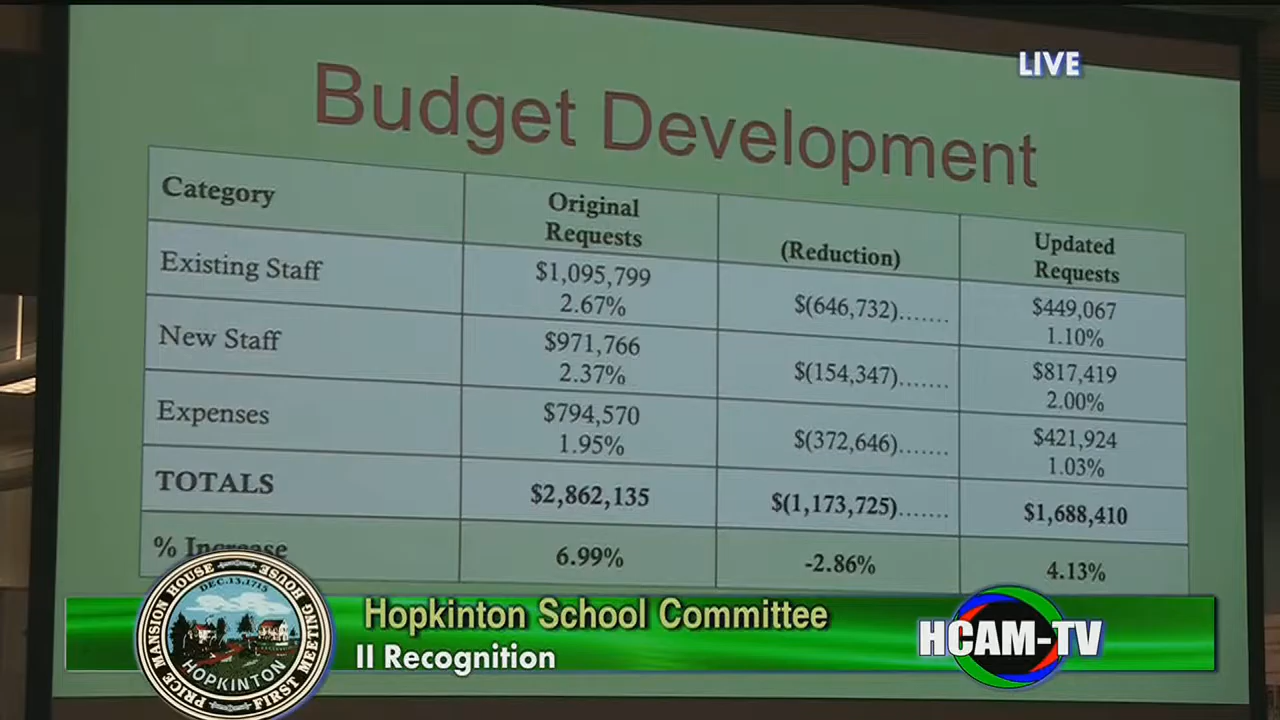 LIVE
Budget Development
Category
Original
Requests
(Reduction)
Updated
Requests
Existing Staff
$1,095,799
2.67%
$(646,732).......
$449,067
1.10%
New Staff
$971,766
2.37%
$(154,347).......
$817,419
2.00%
Expenses
$794,570
1.95%
$(372,646).......
$421,924
1.03%
TOTALS
$2,862,135
$(1,173,725).......
$1,688,410
% Increase
6.99%
-2.86%
4.13%
Hopkinton School Committee
II Recognition
HCAM-TV
PRICE MANSION HOUSE
HOUSE MEETING FIRST
DEC.13.1715
HOPKINTON